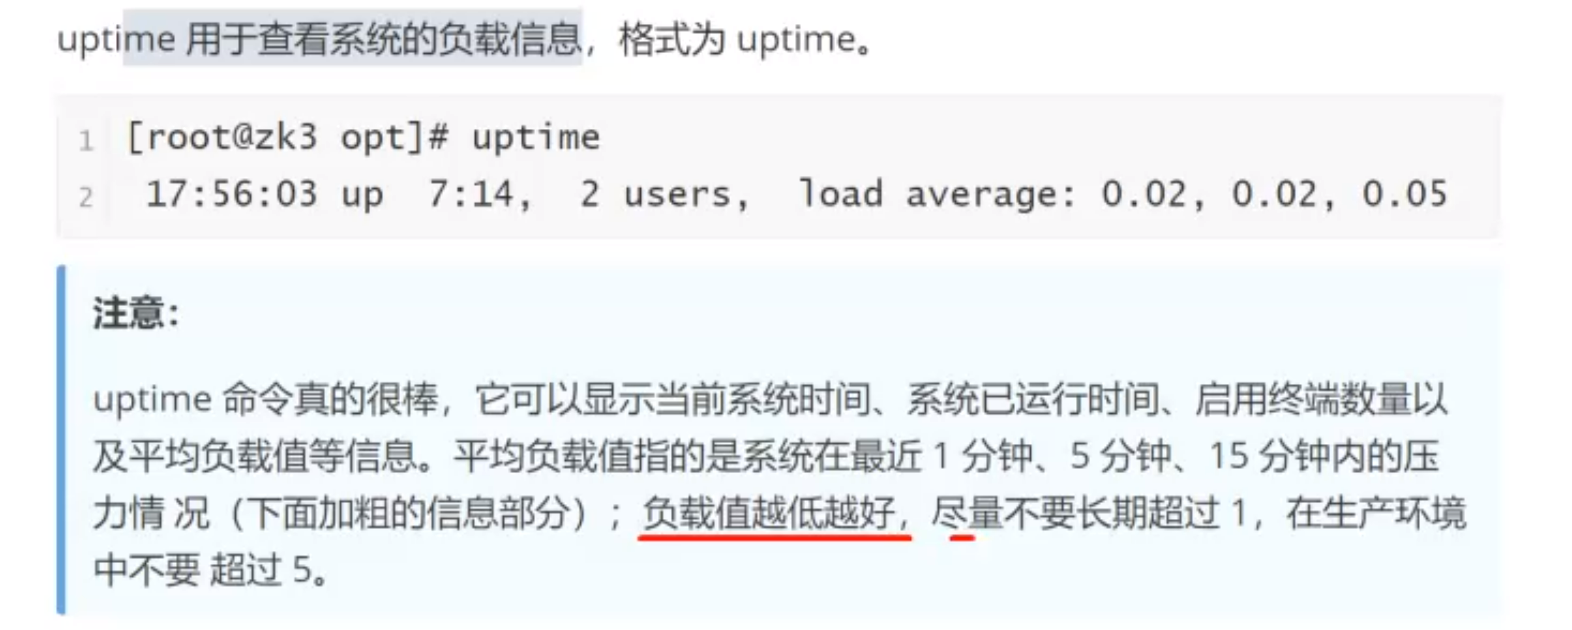 uptime 用于查看系统的负载信息，格式为 uptime。
1 [root@zk3 opt]# uptime
2 17:56:03 up  7:14,  2 users,  load average: 0.02, 0.02, 0.05
注意：
uptime 命令真的很棒，它可以显示当前系统时间、系统已运行时间、启用终端数量以
及平均负载值等信息。平均负载值指的是系统在最近 1 分钟、5 分钟、15 分钟内的压
力情 况（下面加粗的信息部分）；负载值越低越好，尽量不要长期超过 1，在生产环境
中不要 超过 5。